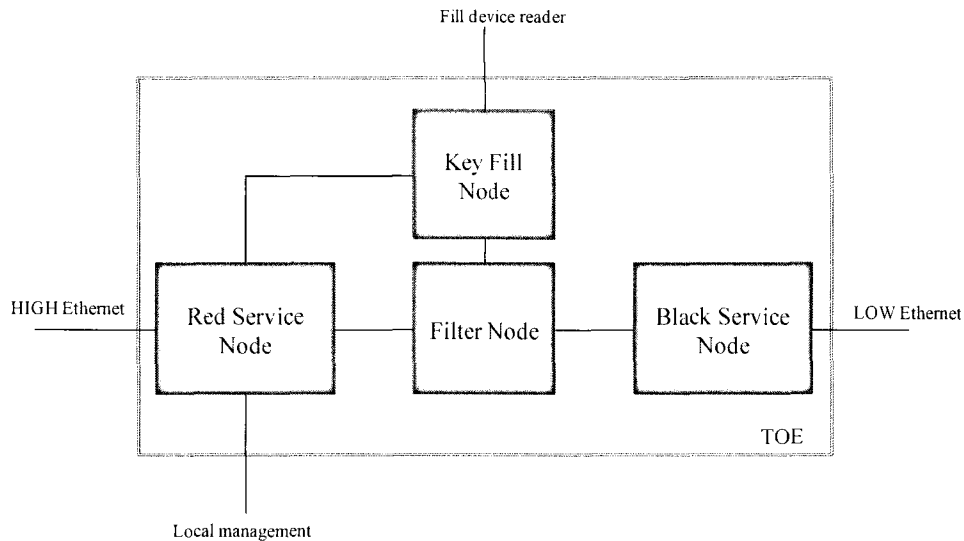 Fill device reader
Key Fill
Node
HIGH Ethernet
Red Service
Node
Filter Node
Black Service
Node
LOW Ethernet
TOE
Local management